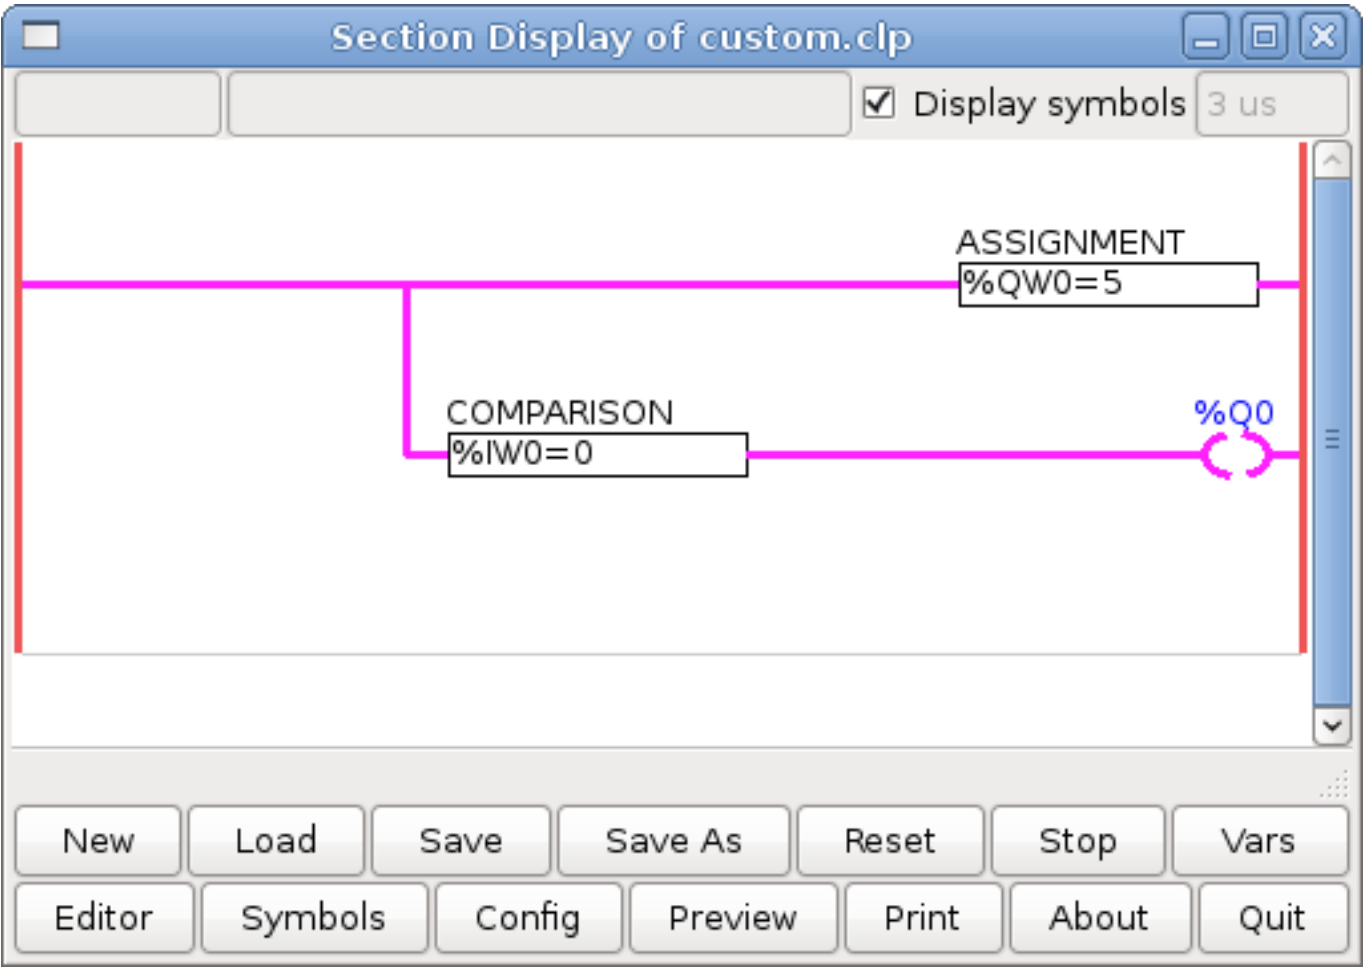 Section Display of custom.clp
Display symbols 3 us
ASSIGNMENT
%QW0=5
COMPARISON %Q0
%IW0=0
New Load Save Save As Reset Stop Vars
Editor Symbols Config Preview Print About Quit